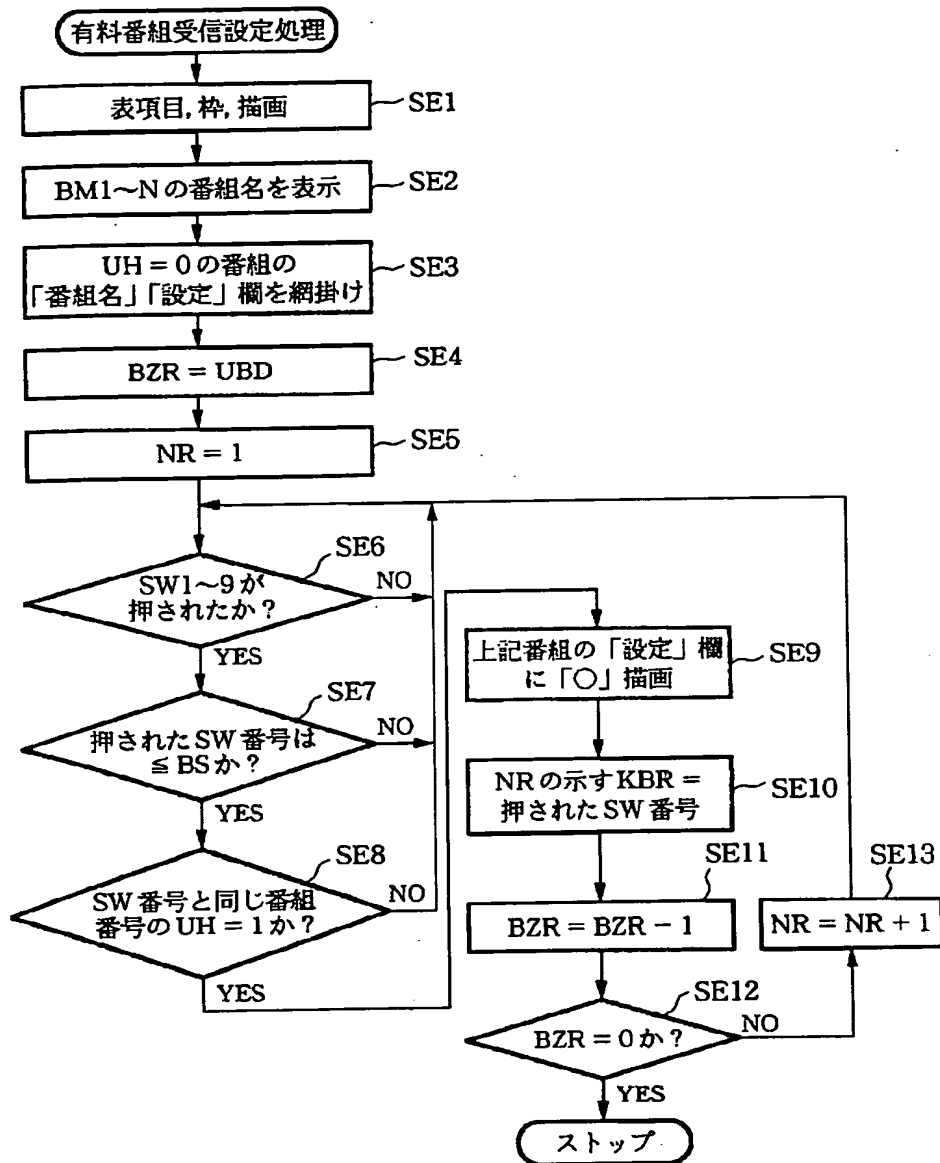 有料番組受信設定処理
表項目,枠,描画
SE1
BM1〜Nの番組名を表示
SE2
UH=0の番組の
「番組名」「設定」欄を網掛け
SE3
BZR=UBD
SE4
NR=1
SE5
SW1〜9が
押されたか?
SE6
NO
YES
押されたSW番号は
≦BSか?
SE7
NO
YES
SW番号と同じ番組
番号のUH=1か?
SE8
NO
YES
上記番組の「設定」欄
に「○」描画
SE9
NRの示すKBR=
押されたSW番号
SE10
BZR=BZR−1
SE11
BZR=0か?
SE12
NO
YES
NR=NR+1
SE13
ストップ